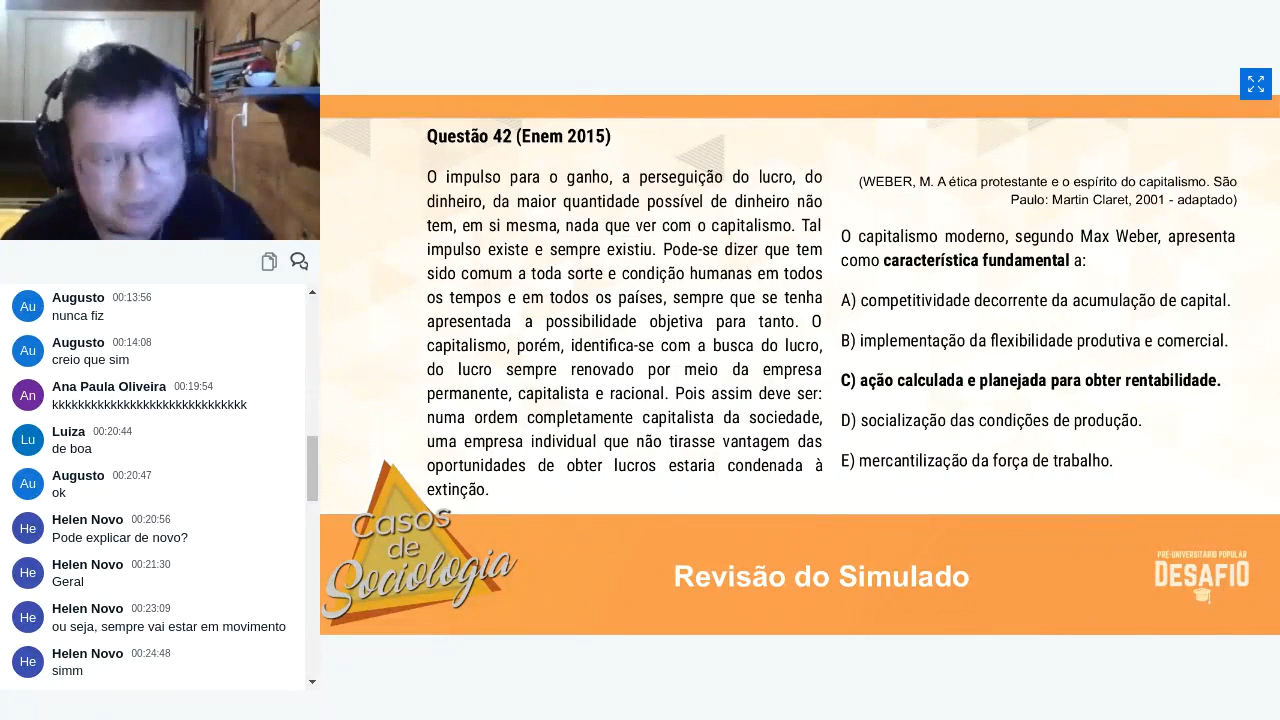 Augusto 00:13:56
nunca fiz
Augusto 00:14:08
creio que sim
Ana Paula Oliveira 00:19:54
kkkkkkkkkkkkkkkkkkkkkkkkkkkkk
Luiza 00:20:44
de boa
Augusto 00:20:47
ok
Helen Novo 00:20:56
Pode explicar de novo?
Helen Novo 00:21:30
Geral
Helen Novo 00:23:09
ou seja, sempre vai estar em movimento
Helen Novo 00:24:48
simm
Au
Au
An
Lu
Au
He
He
He
He
Questão 42 (Enem 2015)
O impulso para o ganho, a perseguição do lucro, do
dinheiro, da maior quantidade possível de dinheiro não
tem, em si mesma, nada que ver com o capitalismo. Tal
impulso existe e sempre existiu. Pode-se dizer que tem
sido comum a toda sorte e condição humanas em todos
os tempos e em todos os países, sempre que se tenha
apresentada a possibilidade objetiva para tanto. O
capitalismo, porém, identifica-se com a busca do lucro,
do lucro sempre renovado por meio da empresa
permanente, capitalista e racional. Pois assim deve ser:
numa ordem completamente capitalista da sociedade,
uma empresa individual que não tirasse vantagem das
oportunidades de obter lucros estaria condenada à
extinção.
(WEBER, M. A ética protestante e o espírito do capitalismo. São
Paulo: Martin Claret, 2001 - adaptado)
O capitalismo moderno, segundo Max Weber, apresenta
como característica fundamental a:
A) competitividade decorrente da acumulação de capital.
B) implementação da flexibilidade produtiva e comercial.
C) ação calculada e planejada para obter rentabilidade.
D) socialização das condições de produção.
E) mercantilização da força de trabalho.
Casos
de
Sociologia
Revisão do Simulado
PRÉ-UNIVERSITÁRIO POPULAR
DESAFIO